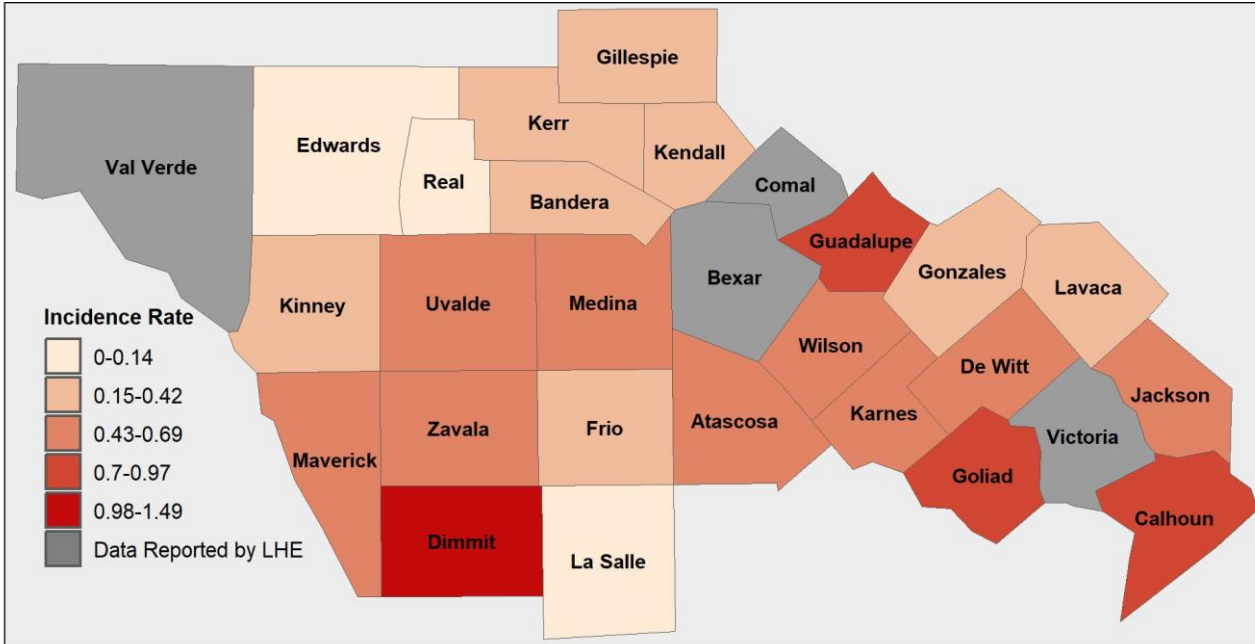 Gillespie
Kerr
Edwards
Kendall
Val Verde
Real
Comal
Bandera
Guadalupe
Gonzales
Bexar
Lavaca
Kinney
Uvalde
Medina
Wilson
De Witt
Jackson
Karnes
Atascosa
Zavala
Frio
Victoria
Maverick
Goliad
Calhoun
Dimmit
La Salle
Incidence Rate
0-0.14
0.15-0.42
0.43-0.69
0.7-0.97
0.98-1.49
Data Reported by LHE